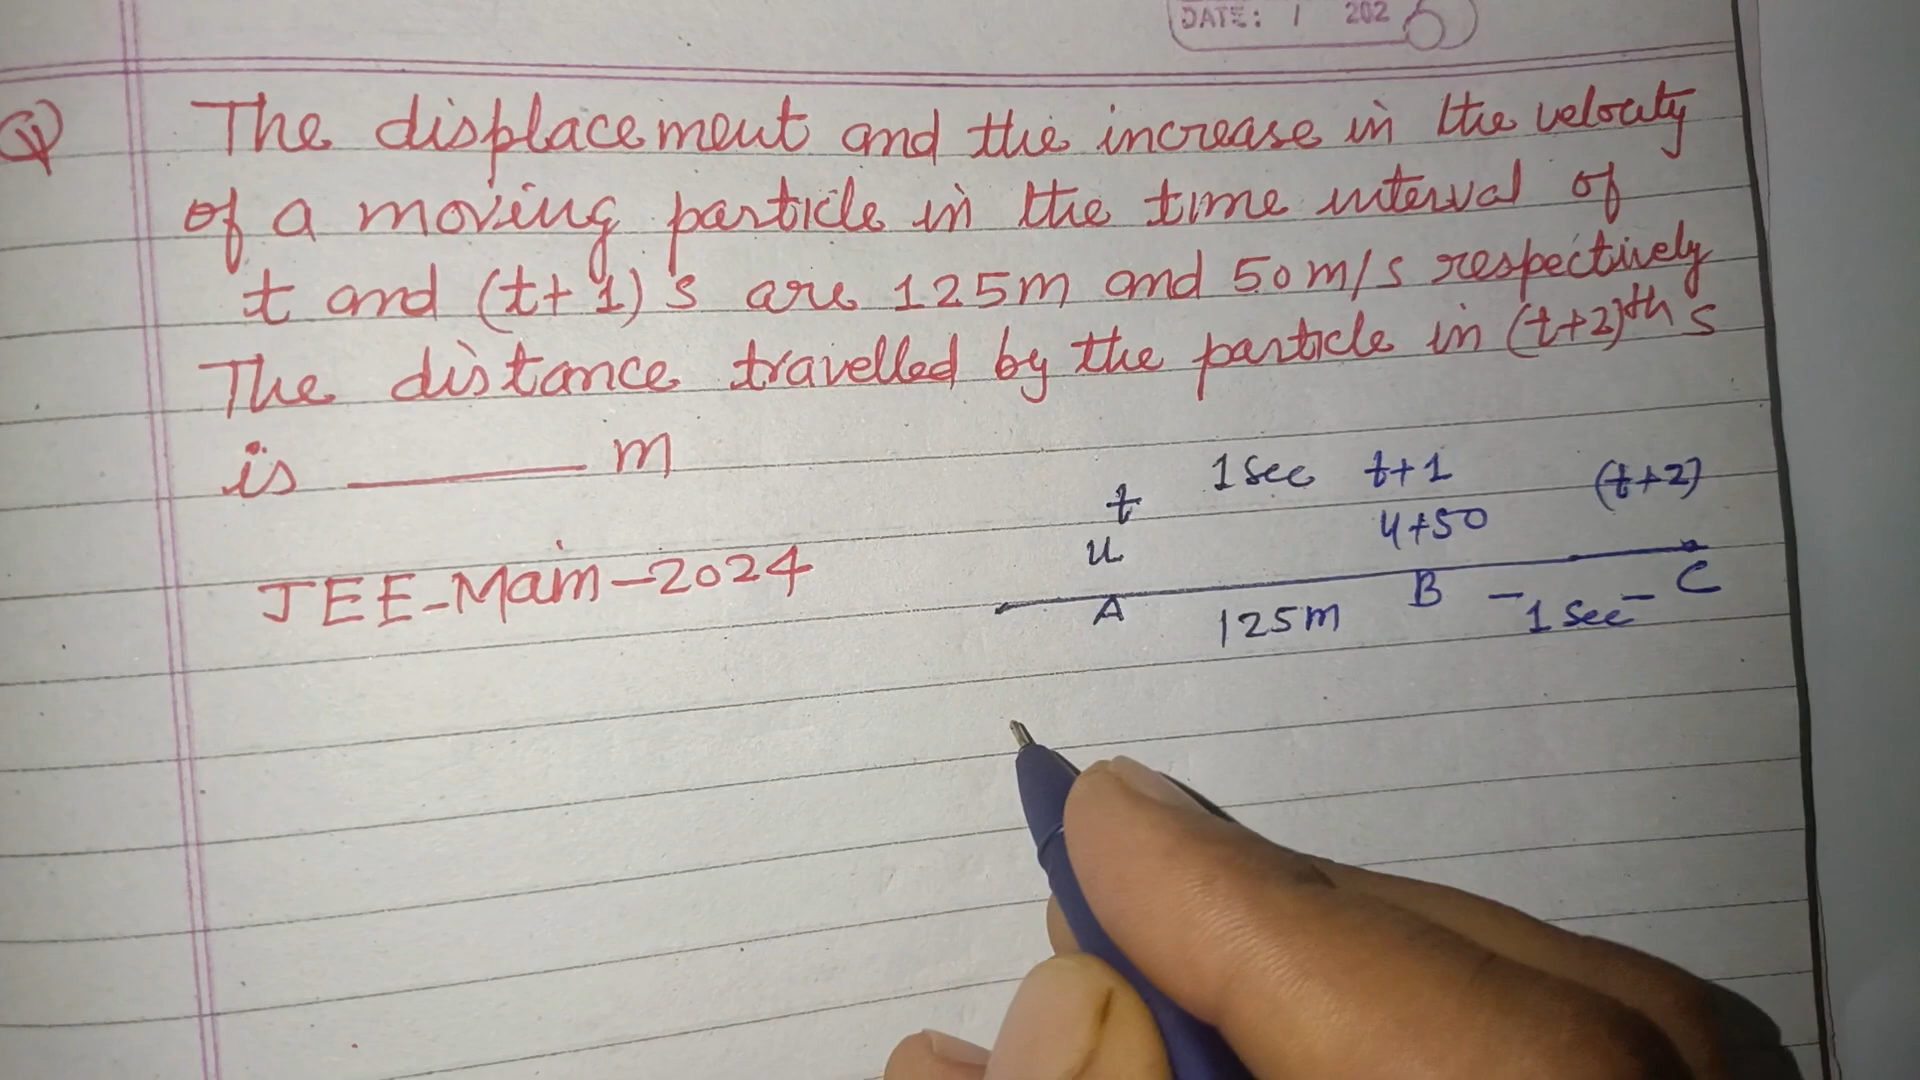 DATE: / 202
Q The displacement and the increase in the velocity
of a moving particle in the time interval of
t and (t+1)s are 125m and 50m/s respectively
The distance travelled by the particle in (t+2)th s
is ______ m
JEE-Main-2024
t 1 sec t+1 (t+2)
u u+50
A 125m B - 1 sec - C